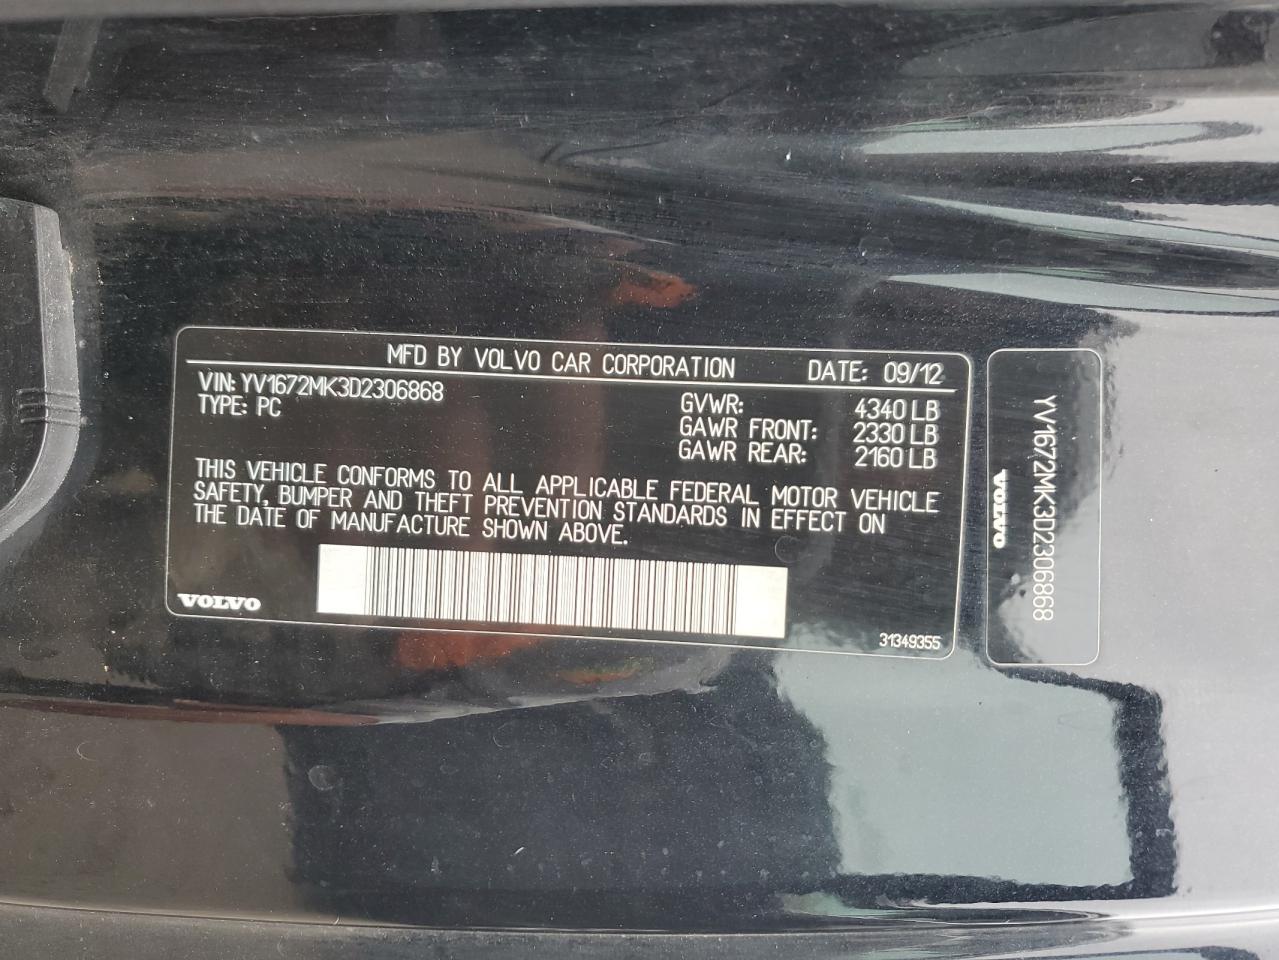 MFD BY VOLVO CAR CORPORATION DATE: 09/12
VIN: YV1672MK3D2306868
TYPE: PC
GVWR: 4340 LB
GAWR FRONT: 2330 LB
GAWR REAR: 2160 LB
THIS VEHICLE CONFORMS TO ALL APPLICABLE FEDERAL MOTOR VEHICLE
SAFETY, BUMPER AND THEFT PREVENTION STANDARDS IN EFFECT ON
THE DATE OF MANUFACTURE SHOWN ABOVE.
VOLVO
31349355
YV1672MK3D2306868
VOLVO